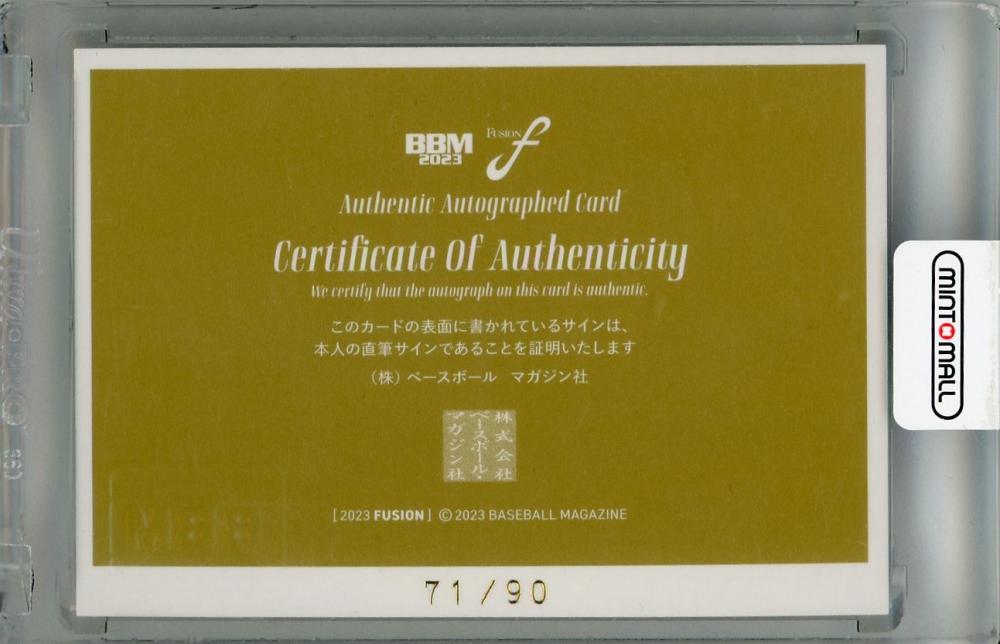 BBM
2023
FUSION f
Authentic Autographed Card
Certificate Of Authenticity
We certify that the autograph on this card is authentic.
このカードの表面に書かれているサインは、
本人の直筆サインであることを証明いたします
（株）ベースボール　マガジン社
株式会社
ベースボール・
マガジン社
[ 2023 FUSION ] ©2023 BASEBALL MAGAZINE
BBM
71/90
MINTOMALL